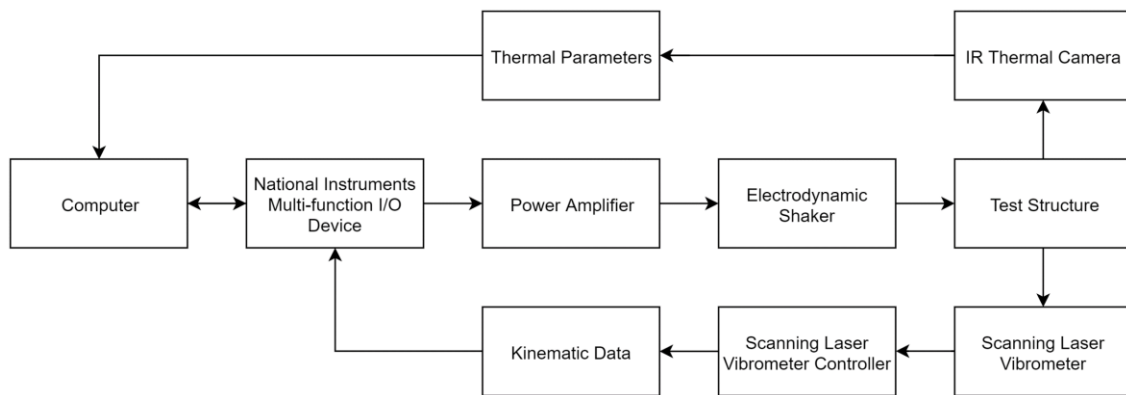 Thermal Parameters
IR Thermal Camera
Computer
National Instruments
Multi-function I/O
Device
Power Amplifier
Electrodynamic
Shaker
Test Structure
Kinematic Data
Scanning Laser
Vibrometer Controller
Scanning Laser
Vibrometer